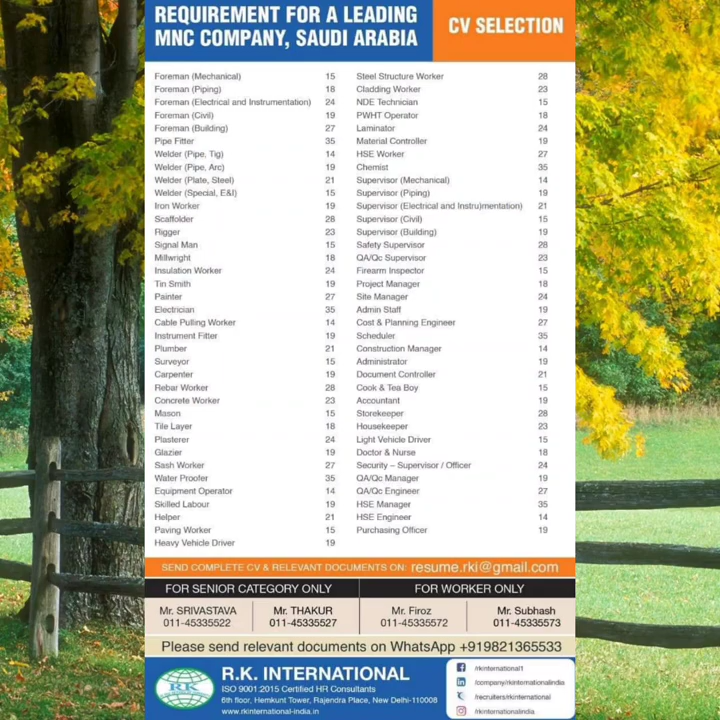 REQUIREMENT FOR A LEADING
MNC COMPANY, SAUDI ARABIA
CV SELECTION
Foreman (Mechanical) 15
Foreman (Piping) 18
Foreman (Electrical and Instrumentation) 24
Foreman (Civil) 19
Foreman (Building) 27
Pipe Fitter 35
Welder (Pipe, Tig) 14
Welder (Pipe, Arc) 19
Welder (Plate, Steel) 21
Welder (Special, E&I) 15
Iron Worker 19
Scaffolder 28
Rigger 23
Signal Man 15
Millwright 18
Insulation Worker 24
Tin Smith 19
Painter 27
Electrician 35
Cable Pulling Worker 14
Instrument Fitter 19
Plumber 21
Surveyor 15
Carpenter 19
Rebar Worker 28
Concrete Worker 23
Mason 15
Tile Layer 18
Plasterer 24
Glazier 19
Sash Worker 27
Water Proofer 35
Equipment Operator 14
Skilled Labour 19
Helper 21
Paving Worker 15
Heavy Vehicle Driver 19
Steel Structure Worker 28
Cladding Worker 23
NDE Technician 15
PWHT Operator 18
Laminator 24
Material Controller 19
HSE Worker 27
Chemist 35
Supervisor (Mechanical) 14
Supervisor (Piping) 19
Supervisor (Electrical and Instru)mentation) 21
Supervisor (Civil) 15
Supervisor (Building) 19
Safety Supervisor 28
QA/Qc Supervisor 23
Firearm Inspector 15
Project Manager 18
Site Manager 24
Admin Staff 19
Cost & Planning Engineer 27
Scheduler 35
Construction Manager 14
Administrator 19
Document Controller 21
Cook & Tea Boy 15
Accountant 19
Storekeeper 28
Housekeeper 23
Light Vehicle Driver 15
Doctor & Nurse 18
Security – Supervisor / Officer 24
QA/Qc Manager 19
QA/Qc Engineer 27
HSE Manager 35
HSE Engineer 14
Purchasing Officer 19
SEND COMPLETE CV & RELEVANT DOCUMENTS ON: resume.rki@gmail.com
FOR SENIOR CATEGORY ONLY
FOR WORKER ONLY
Mr. SRIVASTAVA
011-45335522
Mr. THAKUR
011-45335527
Mr. Firoz
011-45335572
Mr. Subhash
011-45335573
Please send relevant documents on WhatsApp +919821365533
RK
R.K. INTERNATIONAL
ISO 9001:2015 Certified HR Consultants
6th floor, Hemkunt Tower, Rajendra Place, New Delhi-110008
www.rkinternational-india.in
/rkinternational1
/company/rkinternationalindia
/recruiters/rkinternational
/rkinternationalindia